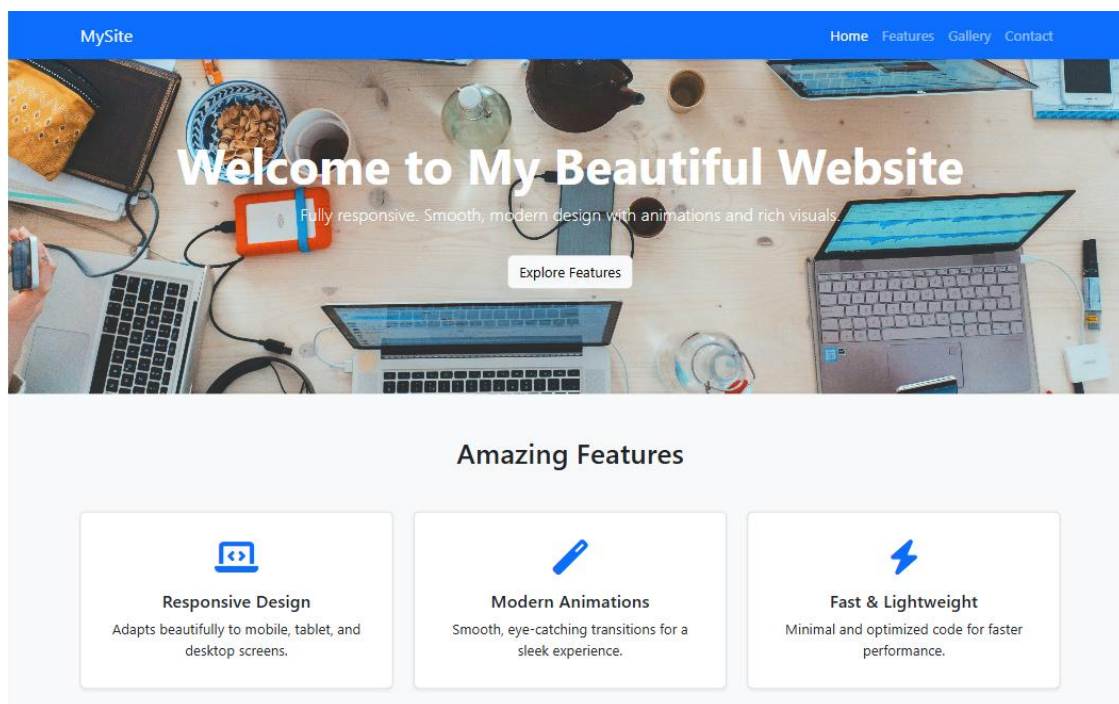 MySite
Home Features Gallery Contact
Welcome to My Beautiful Website
Fully responsive. Smooth, modern design with animations and rich visuals.
Explore Features
Amazing Features
Responsive Design
Adapts beautifully to mobile, tablet, and
desktop screens.
Modern Animations
Smooth, eye-catching transitions for a
sleek experience.
Fast & Lightweight
Minimal and optimized code for faster
performance.